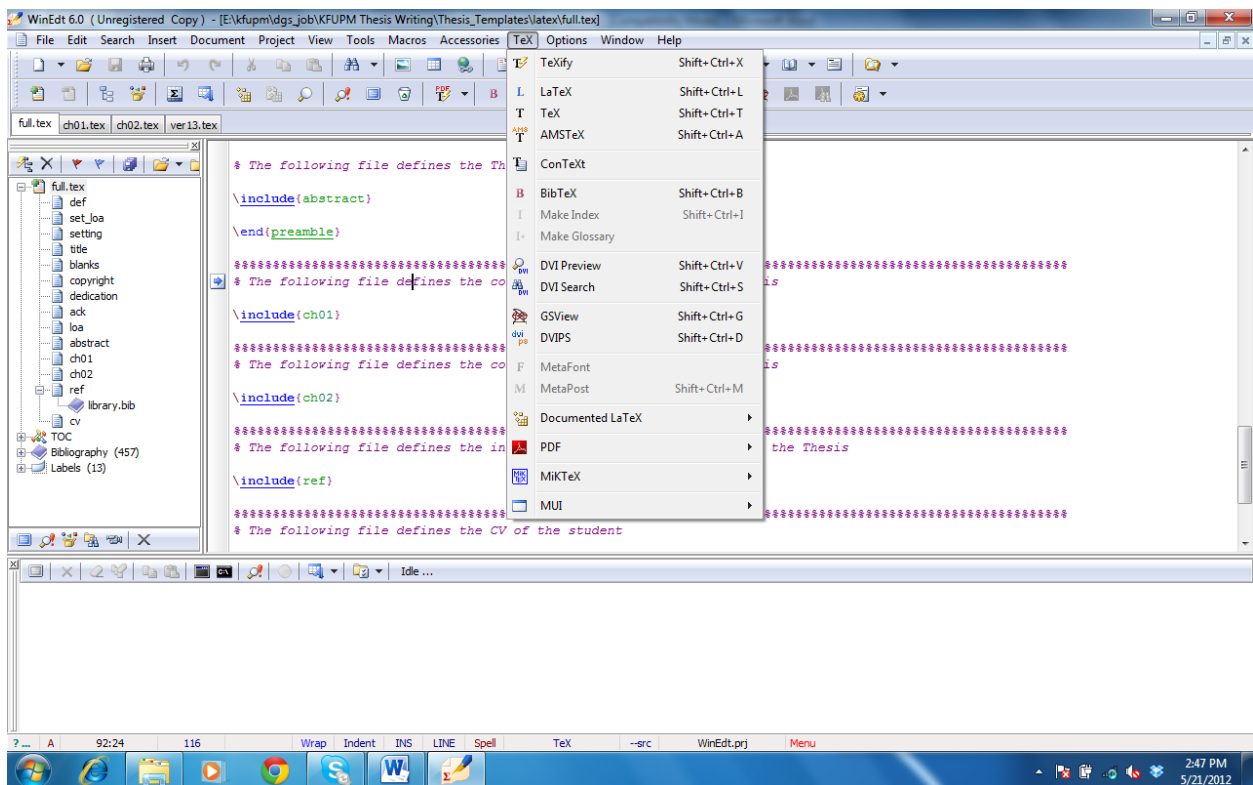 WinEdt 6.0 (Unregistered Copy) - [E:\kfupm\dgs_job\KFUPM Thesis Writing\Thesis_Templates\latex\full.tex]
File Edit Search Insert Document Project View Tools Macros Accessories TeX Options Window Help
full.tex ch01.tex ch02.tex ver13.tex
full.tex
def
set_loa
setting
title
blanks
copyright
dedication
ack
loa
abstract
ch01
ch02
ref
library.bib
cv
TOC
Bibliography (457)
Labels (13)
% The following file defines the Th
\include{abstract}
\end{preamble}
% The following file defines the co is
\include{ch01}
% The following file defines the co is
\include{ch02}
% The following file defines the in the Thesis
\include{ref}
% The following file defines the CV of the student
TeXify Shift+Ctrl+X
L LaTeX Shift+Ctrl+L
T TeX Shift+Ctrl+T
AMS T AMSTeX Shift+Ctrl+A
ConTeXt
B BibTeX Shift+Ctrl+B
I Make Index Shift+Ctrl+I
Make Glossary
DVI DVI Preview Shift+Ctrl+V
DVI DVI Search Shift+Ctrl+S
GSView Shift+Ctrl+G
dvi ps DVIPS Shift+Ctrl+D
F MetaFont
M MetaPost Shift+Ctrl+M
Documented LaTeX
PDF
MiKTeX
MUI
Idle ...
?... A 92:24 116 Wrap Indent INS LINE Spell TeX --src WinEdt.prj Menu
2:47 PM
5/21/2012